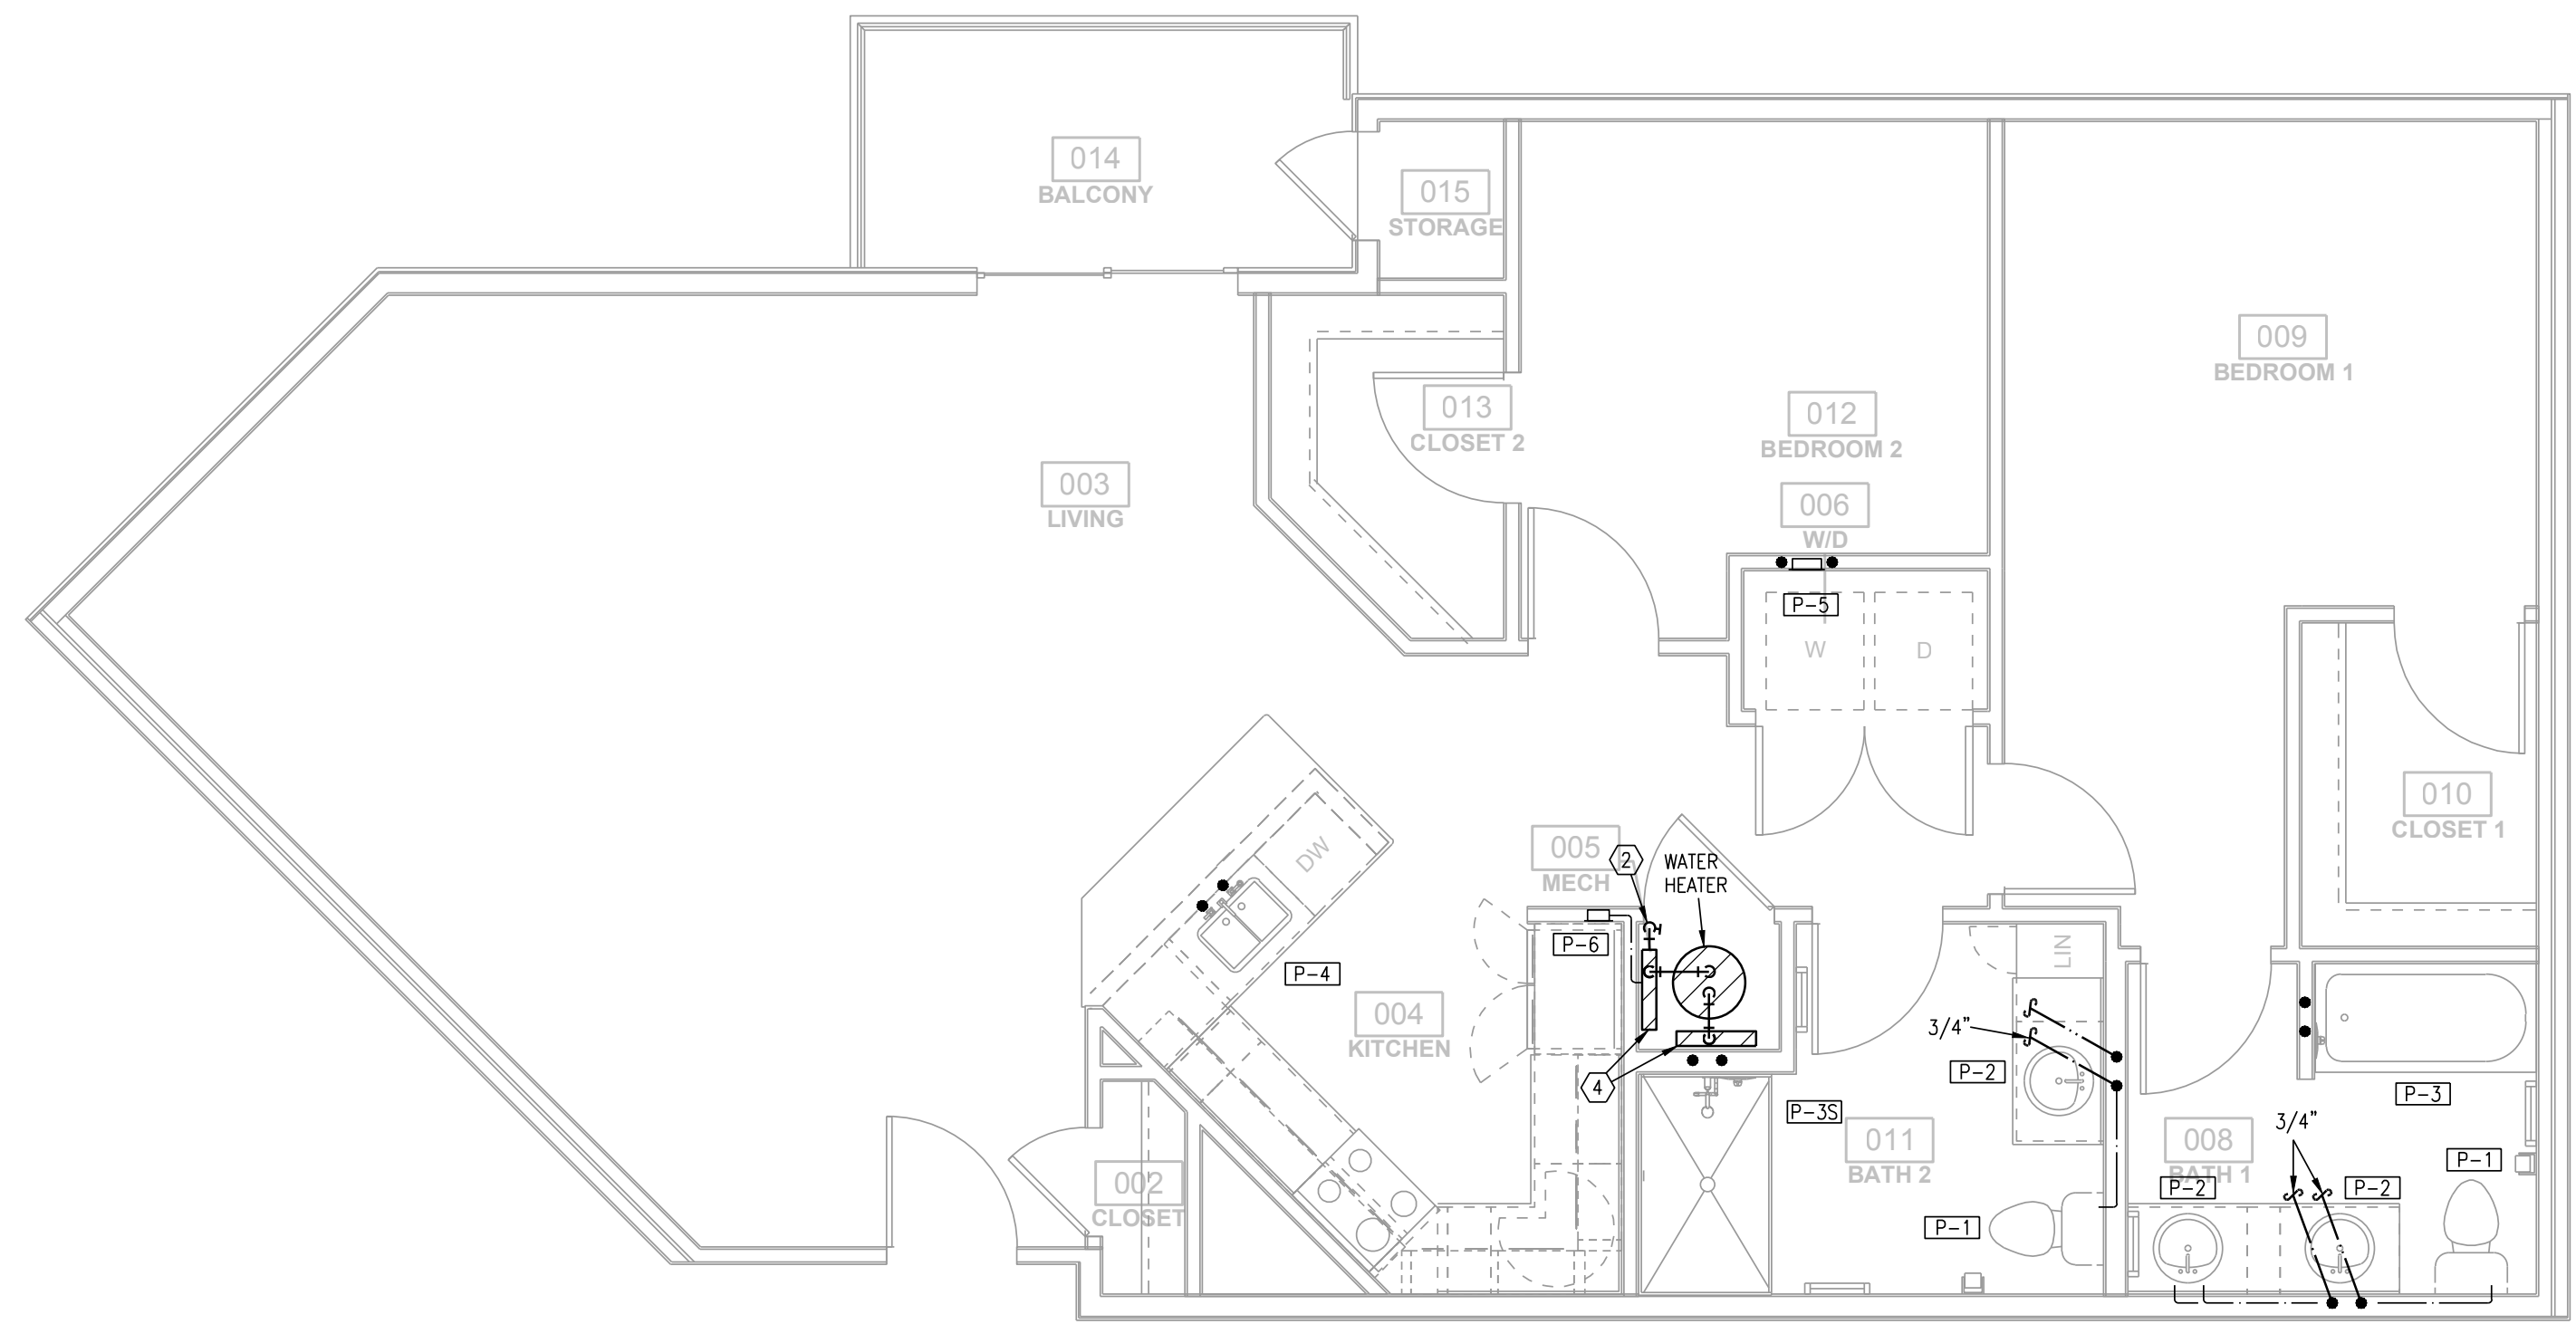 014
BALCONY
015
STORAGE
009
BEDROOM 1
013
CLOSET 2
012
BEDROOM 2
003
LIVING
006
W/D
P-5
W
D
010
CLOSET 1
DW
005
MECH
2
WATER
HEATER
P-6
LIN
P-4
004
KITCHEN
3/4"
P-2
4
P-3
P-3S
011
BATH 2
008
BATH 1
3/4"
P-1
002
CLOSET
P-2
P-2
P-1